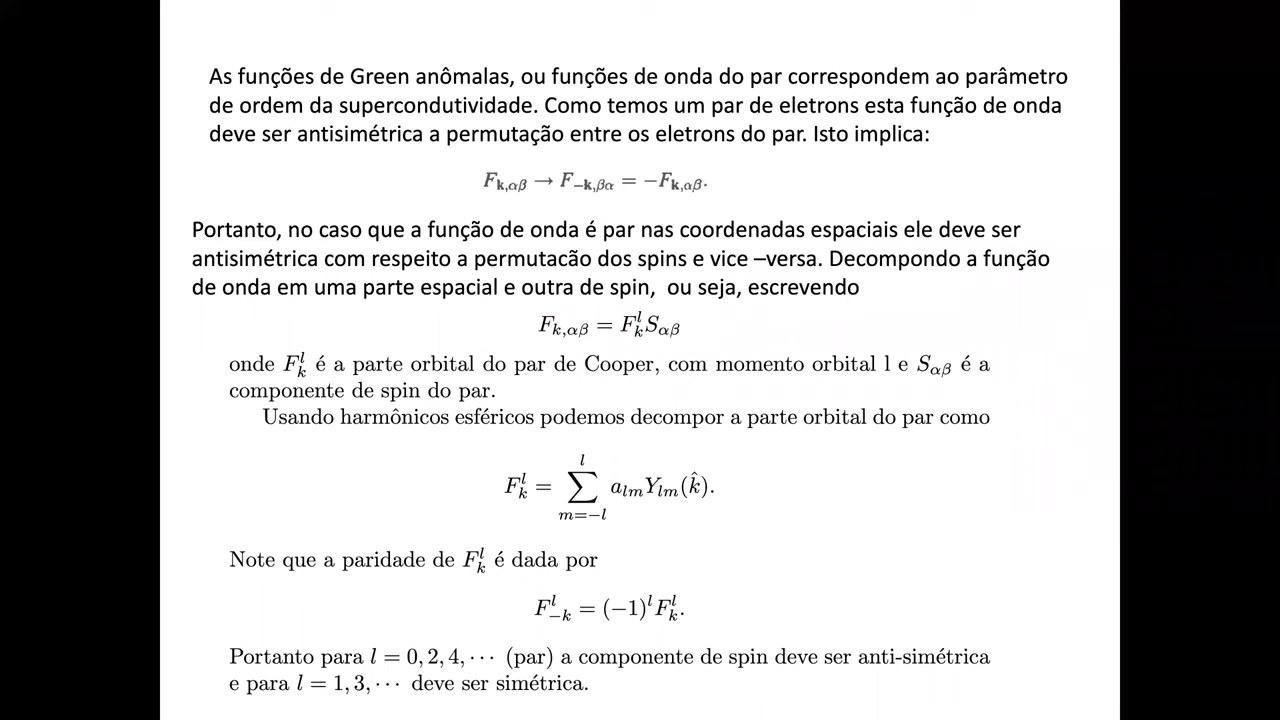 As funções de Green anômalas, ou funções de onda do par correspondem ao parâmetro
de ordem da supercondutividade. Como temos um par de eletrons esta função de onda
deve ser antisimétrica a permutação entre os eletrons do par. Isto implica:
F_{𝐤,αβ} → F_{−𝐤,βα} = −F_{𝐤,αβ}.
Portanto, no caso que a função de onda é par nas coordenadas espaciais ele deve ser
antisimétrica com respeito a permutacão dos spins e vice –versa. Decompondo a função
de onda em uma parte espacial e outra de spin, ou seja, escrevendo
F_{k,αβ} = F_k^l S_{αβ}
onde F_k^l é a parte orbital do par de Cooper, com momento orbital l e S_{αβ} é a
componente de spin do par.
Usando harmônicos esféricos podemos decompor a parte orbital do par como
F_k^l = \sum_{m=-l}^{l} a_{lm} Y_{lm}(\hat{k}).
Note que a paridade de F_k^l é dada por
F_{−k}^l = (−1)^l F_k^l.
Portanto para l = 0, 2, 4, ⋯ (par) a componente de spin deve ser anti-simétrica
e para l = 1, 3, ⋯ deve ser simétrica.